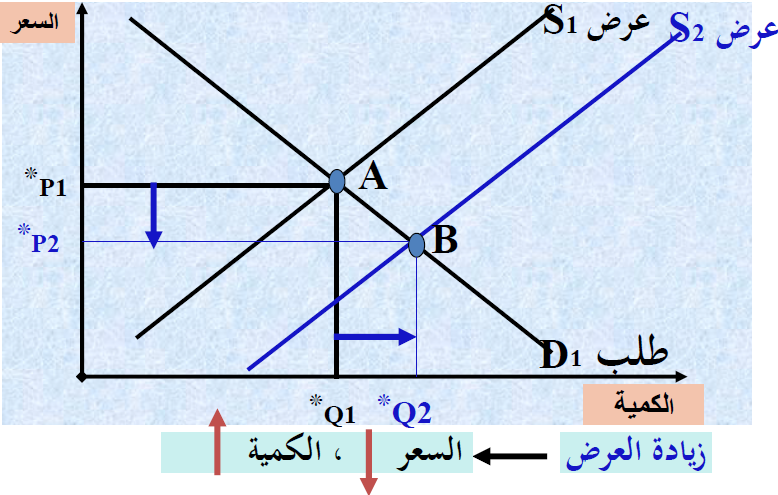 السعر
عرض S1
عرض S2
*P1
A
*P2
B
طلب D1
الكمية
*Q1
*Q2
زيادة العرض
السعر ، الكمية